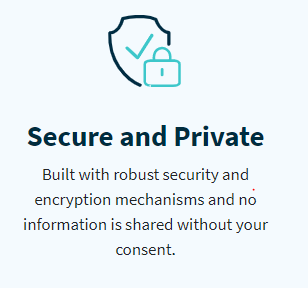 Secure and Private
Built with robust security and
encryption mechanisms and no
information is shared without your
consent.